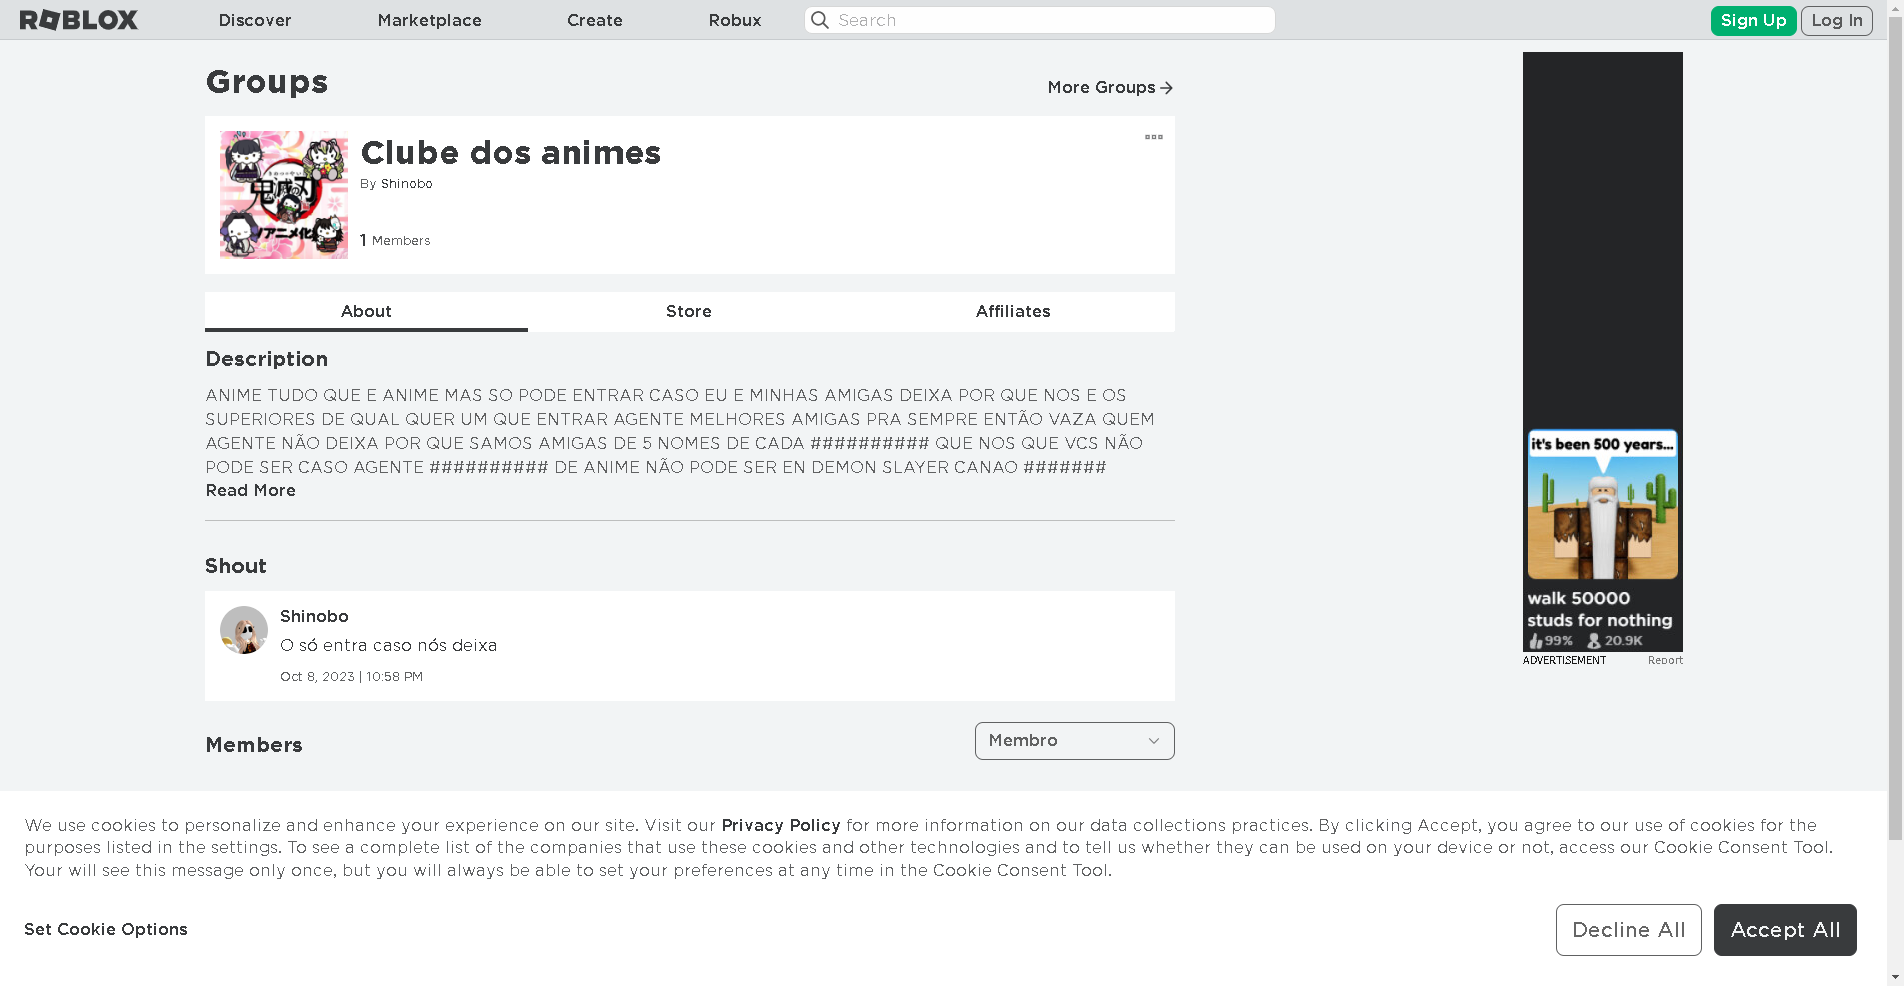 ROBLOX
Discover
Marketplace
Create
Robux
Search
Sign Up
Log In
Groups
More Groups
鬼滅の刃
アニメ化
Clube dos animes
By Shinobo
1 Members
About
Store
Affiliates
Description
ANIME TUDO QUE E ANIME MAS SO PODE ENTRAR CASO EU E MINHAS AMIGAS DEIXA POR QUE NOS E OS
SUPERIORES DE QUAL QUER UM QUE ENTRAR AGENTE MELHORES AMIGAS PRA SEMPRE ENTÃO VAZA QUEM
AGENTE NÃO DEIXA POR QUE SAMOS AMIGAS DE 5 NOMES DE CADA ########## QUE NOS QUE VCS NÃO
PODE SER CASO AGENTE ########## DE ANIME NÃO PODE SER EN DEMON SLAYER CANAO #######
Read More
Shout
Shinobo
O só entra caso nós deixa
Oct 8, 2023 | 10:58 PM
Members
Membro
it's been 500 years...
walk 50000
studs for nothing
99% 20.9K
ADVERTISEMENT
Report
We use cookies to personalize and enhance your experience on our site. Visit our Privacy Policy for more information on our data collections practices. By clicking Accept, you agree to our use of cookies for the
purposes listed in the settings. To see a complete list of the companies that use these cookies and other technologies and to tell us whether they can be used on your device or not, access our Cookie Consent Tool.
Your will see this message only once, but you will always be able to set your preferences at any time in the Cookie Consent Tool.
Set Cookie Options
Decline All
Accept All